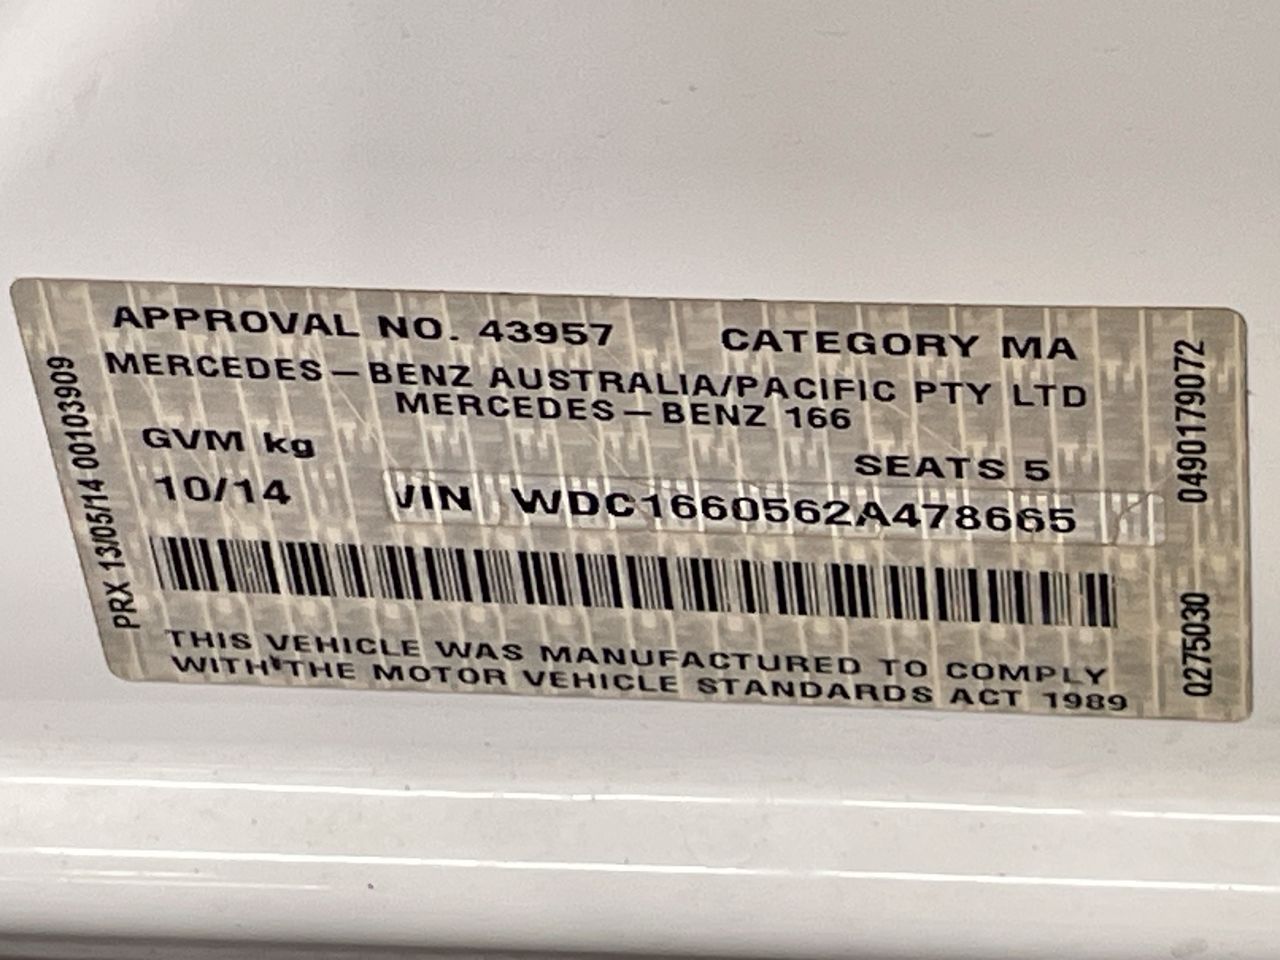 APPROVAL NO. 43957 CATEGORY MA
MERCEDES-BENZ AUSTRALIA/PACIFIC PTY LTD
MERCEDES-BENZ 166
GVM kg SEATS 5
10/14 VIN WDC1660562A478665
THIS VEHICLE WAS MANUFACTURED TO COMPLY
WITH THE MOTOR VEHICLE STANDARDS ACT 1989
PRX 13/05/14 00103909
0490179072
0275030